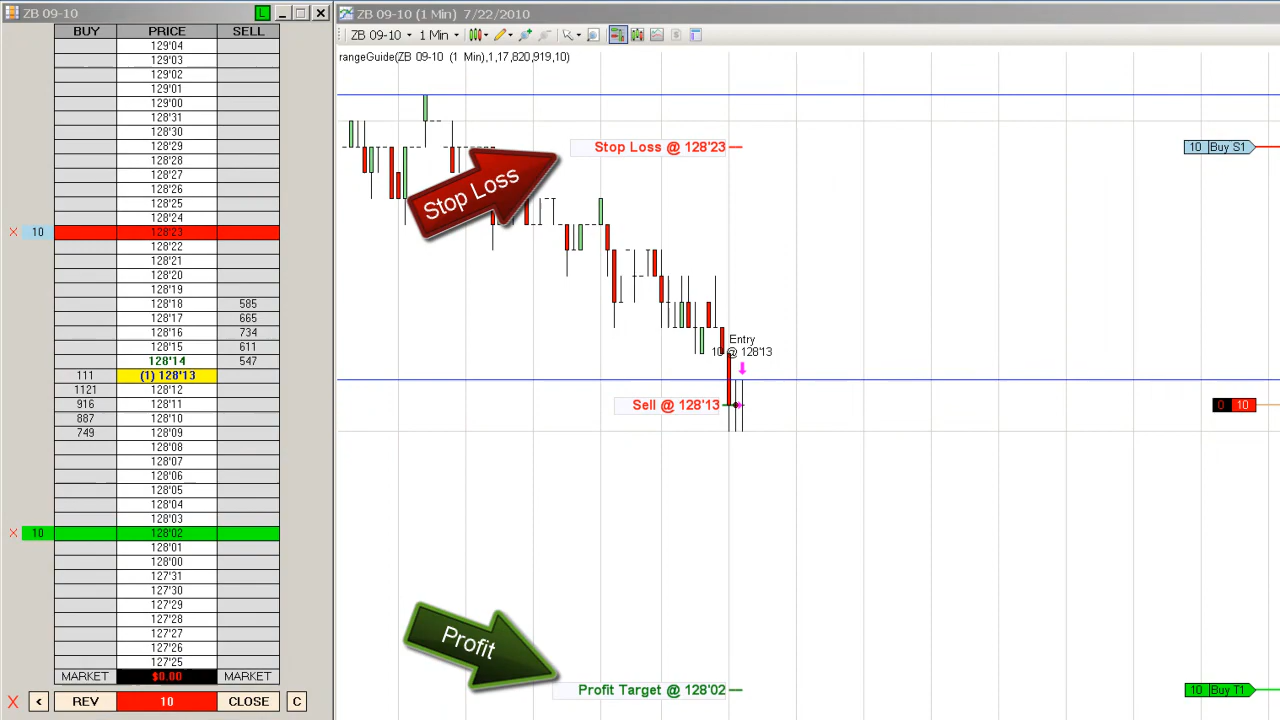 ZB 09-10
L
BUY PRICE SELL
129'04
129'03
129'02
129'01
129'00
128'31
128'30
128'29
128'28
128'27
128'26
128'25
128'24
10 128'23
128'22
128'21
128'20
128'19
128'18 585
128'17 665
128'16 734
128'15 611
128'14 547
111 (1) 128'13
1121 128'12
916 128'11
887 128'10
749 128'09
128'08
128'07
128'06
128'05
128'04
128'03
10 128'02
128'01
128'00
127'31
127'30
127'29
127'28
127'27
127'26
127'25
MARKET $0.00 MARKET
X < REV 10 CLOSE C
ZB 09-10 (1 Min) 7/22/2010
ZB 09-10 1 Min
rangeGuide(ZB 09-10 (1 Min),1,17,820,919,10)
Stop Loss @ 128'23
10 Buy S1
Stop Loss
Entry
10 @ 128'13
Sell @ 128'13
0 10
Profit
Profit Target @ 128'02
10 Buy T1